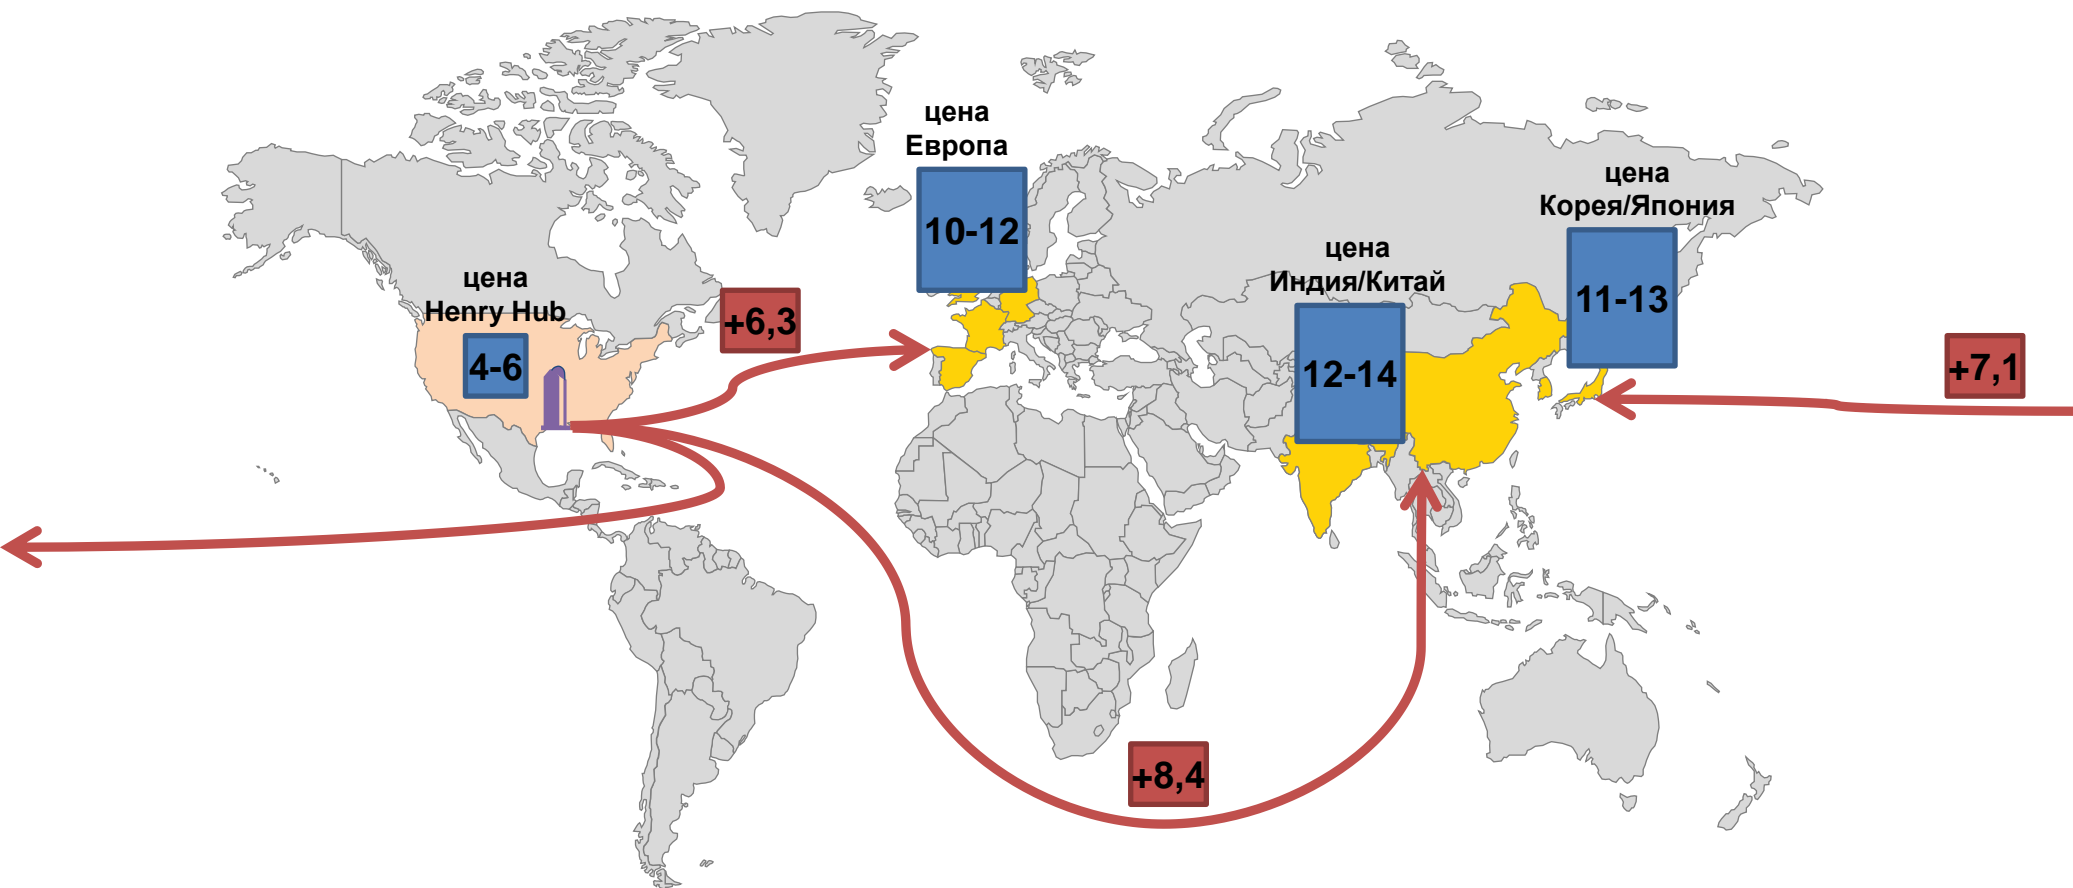 цена
Европа
10-12
цена
Корея/Япония
11-13
цена
Индия/Китай
12-14
цена
Henry Hub
4-6
+6,3
+7,1
+8,4